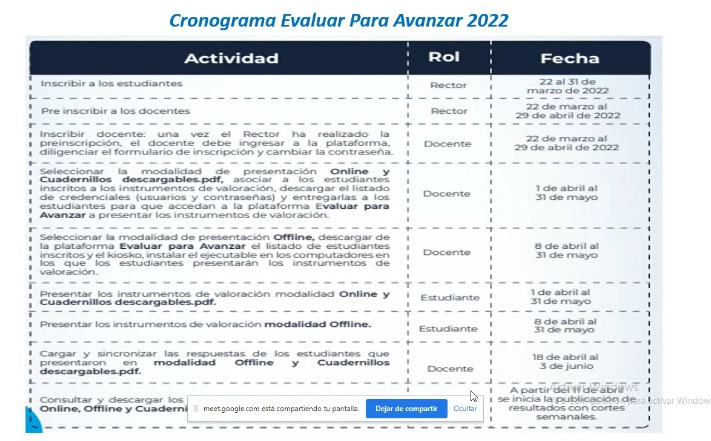 Cronograma Evaluar Para Avanzar 2022
Actividad Rol Fecha
Inscribir a los estudiantes Rector 22 al 31 de
marzo de 2022
Pre inscribir a los docentes Rector 22 de marzo al
29 de abril de 2022
Inscribir docente: una vez el Rector ha realizado la
preinscripción, el docente debe ingresar a la plataforma,
diligenciar el formulario de inscripción y cambiar la contraseña.
Docente
22 de marzo al
29 de abril de 2022
Seleccionar la modalidad de presentación Online y
Cuadernillos descargables.pdf, asociar a los estudiantes
inscritos a los instrumentos de valoración, descargar el listado
de credenciales (usuarios y contraseñas) y entregarlas a los
estudiantes para que accedan a la plataforma Evaluar para
Avanzar a presentar los instrumentos de valoración.
Docente
1 de abril al
31 de mayo
Seleccionar la modalidad de presentación Offline, descargar de
la plataforma Evaluar para Avanzar el listado de estudiantes
inscritos y el kiosko, instalar el ejecutable en los computadores en
los que los estudiantes presentarán los instrumentos de
valoración.
Docente
8 de abril al
31 de mayo
Presentar los instrumentos de valoración modalidad Online y
Cuadernillos descargables.pdf.
Estudiante
1 de abril al
31 de mayo
Presentar los instrumentos de valoración modalidad Offline.
Estudiante
8 de abril al
31 de mayo
Cargar y sincronizar las respuestas de los estudiantes que
presentaron en modalidad Offline y Cuadernillos
descargables.pdf.
Docente
18 de abril al
3 de junio
Consultar y descargar los
Online, Offline y Cuaderni
A partir del 11 de abril
se inicia la publicación de
resultados con cortes
semanales.
meet.google.com está compartiendo tu pantalla. Dejar de compartir Ocultar
Windows
para activar Window